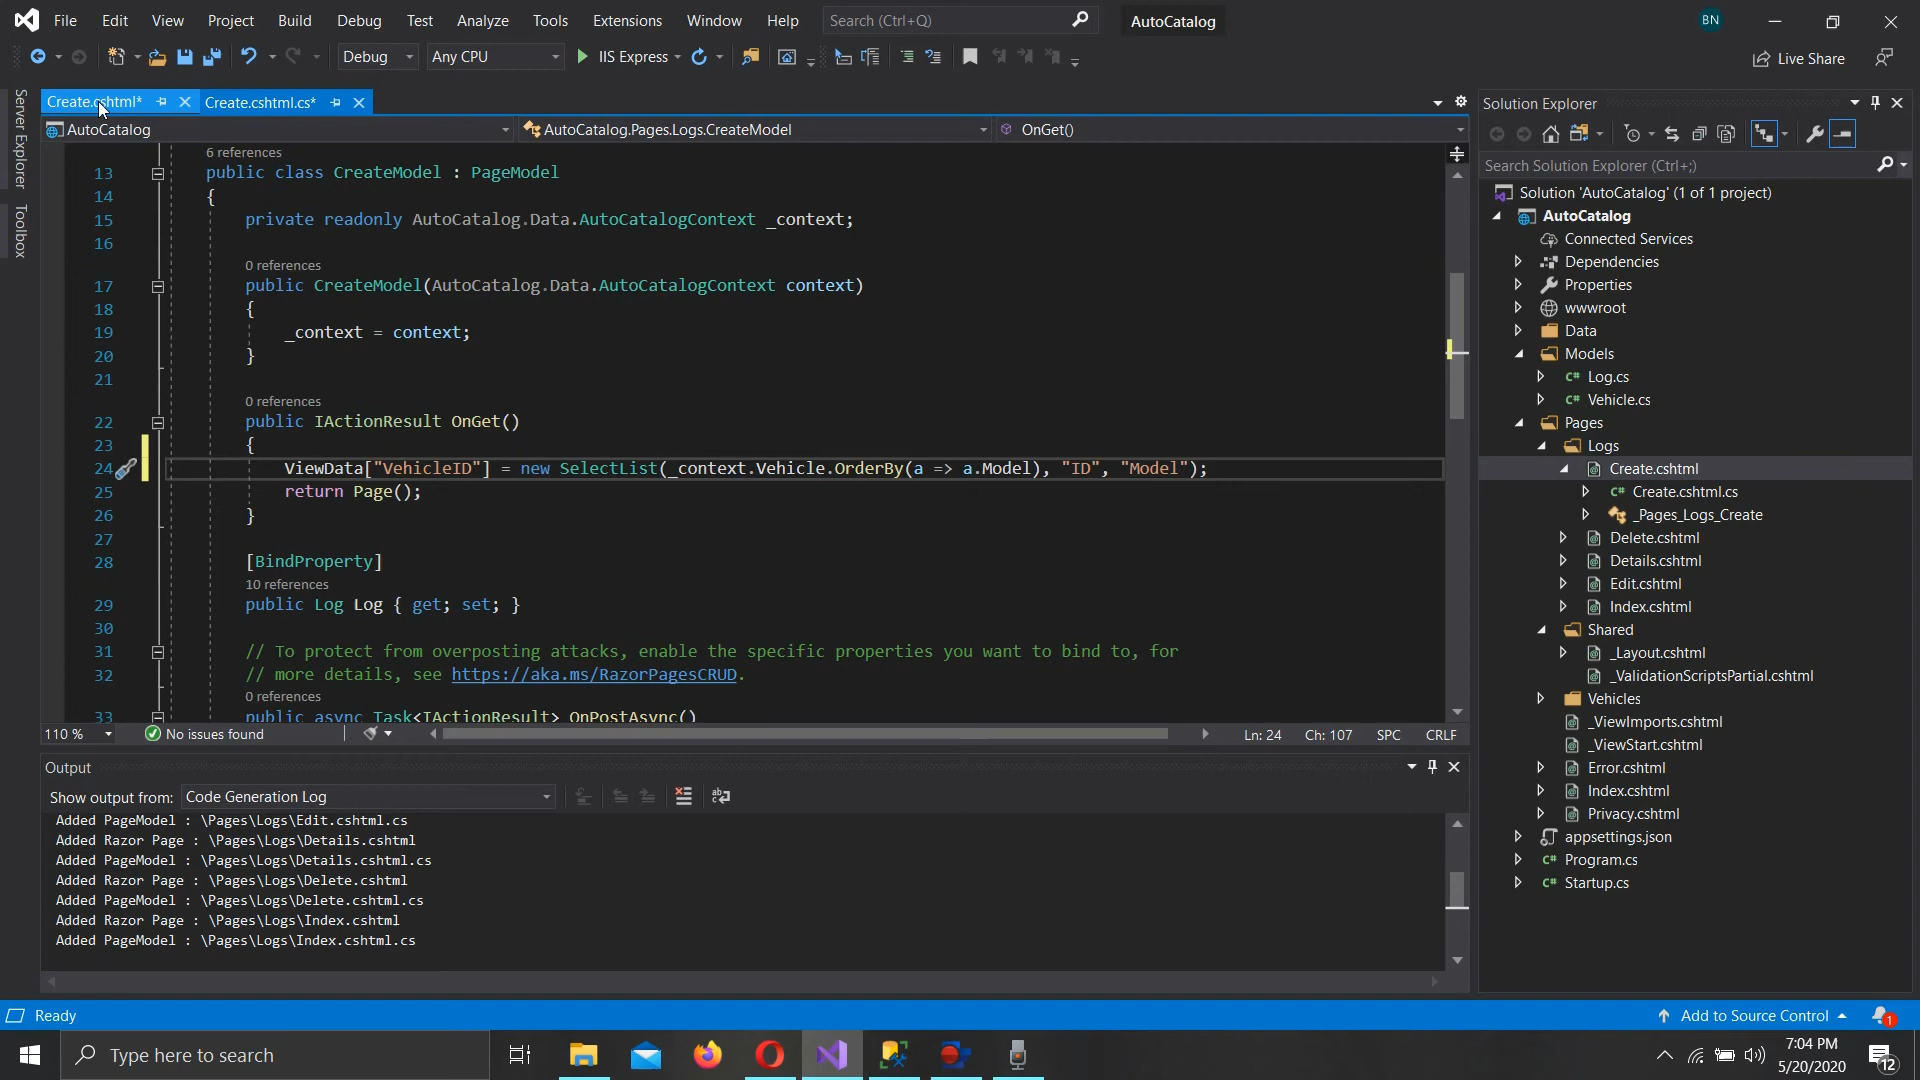 File Edit View Project Build Debug Test Analyze Tools Extensions Window Help Search (Ctrl+Q) AutoCatalog BN
Debug Any CPU IIS Express Live Share
Create.cshtml* Create.cshtml.cs*
AutoCatalog AutoCatalog.Pages.Logs.CreateModel OnGet()
Server Explorer
Toolbox
6 references
13 public class CreateModel : PageModel
14 {
15 private readonly AutoCatalog.Data.AutoCatalogContext _context;
16
0 references
17 public CreateModel(AutoCatalog.Data.AutoCatalogContext context)
18 {
19 _context = context;
20 }
21
0 references
22 public IActionResult OnGet()
23 {
24 ViewData["VehicleID"] = new SelectList(_context.Vehicle.OrderBy(a => a.Model), "ID", "Model");
25 return Page();
26 }
27
28 [BindProperty]
10 references
29 public Log Log { get; set; }
30
31 // To protect from overposting attacks, enable the specific properties you want to bind to, for
32 // more details, see https://aka.ms/RazorPagesCRUD.
0 references
33 public async Task<IActionResult> OnPostAsync()
110 % No issues found Ln: 24 Ch: 107 SPC CRLF
Output
Show output from: Code Generation Log
Added PageModel : \Pages\Logs\Edit.cshtml.cs
Added Razor Page : \Pages\Logs\Details.cshtml
Added PageModel : \Pages\Logs\Details.cshtml.cs
Added Razor Page : \Pages\Logs\Delete.cshtml
Added PageModel : \Pages\Logs\Delete.cshtml.cs
Added Razor Page : \Pages\Logs\Index.cshtml
Added PageModel : \Pages\Logs\Index.cshtml.cs
Solution Explorer
Search Solution Explorer (Ctrl+;)
Solution 'AutoCatalog' (1 of 1 project)
AutoCatalog
Connected Services
Dependencies
Properties
wwwroot
Data
Models
C# Log.cs
C# Vehicle.cs
Pages
Logs
Create.cshtml
C# Create.cshtml.cs
_Pages_Logs_Create
Delete.cshtml
Details.cshtml
Edit.cshtml
Index.cshtml
Shared
_Layout.cshtml
_ValidationScriptsPartial.cshtml
Vehicles
_ViewImports.cshtml
_ViewStart.cshtml
Error.cshtml
Index.cshtml
Privacy.cshtml
appsettings.json
C# Program.cs
C# Startup.cs
Ready Add to Source Control 1
Type here to search
7:04 PM
5/20/2020
12